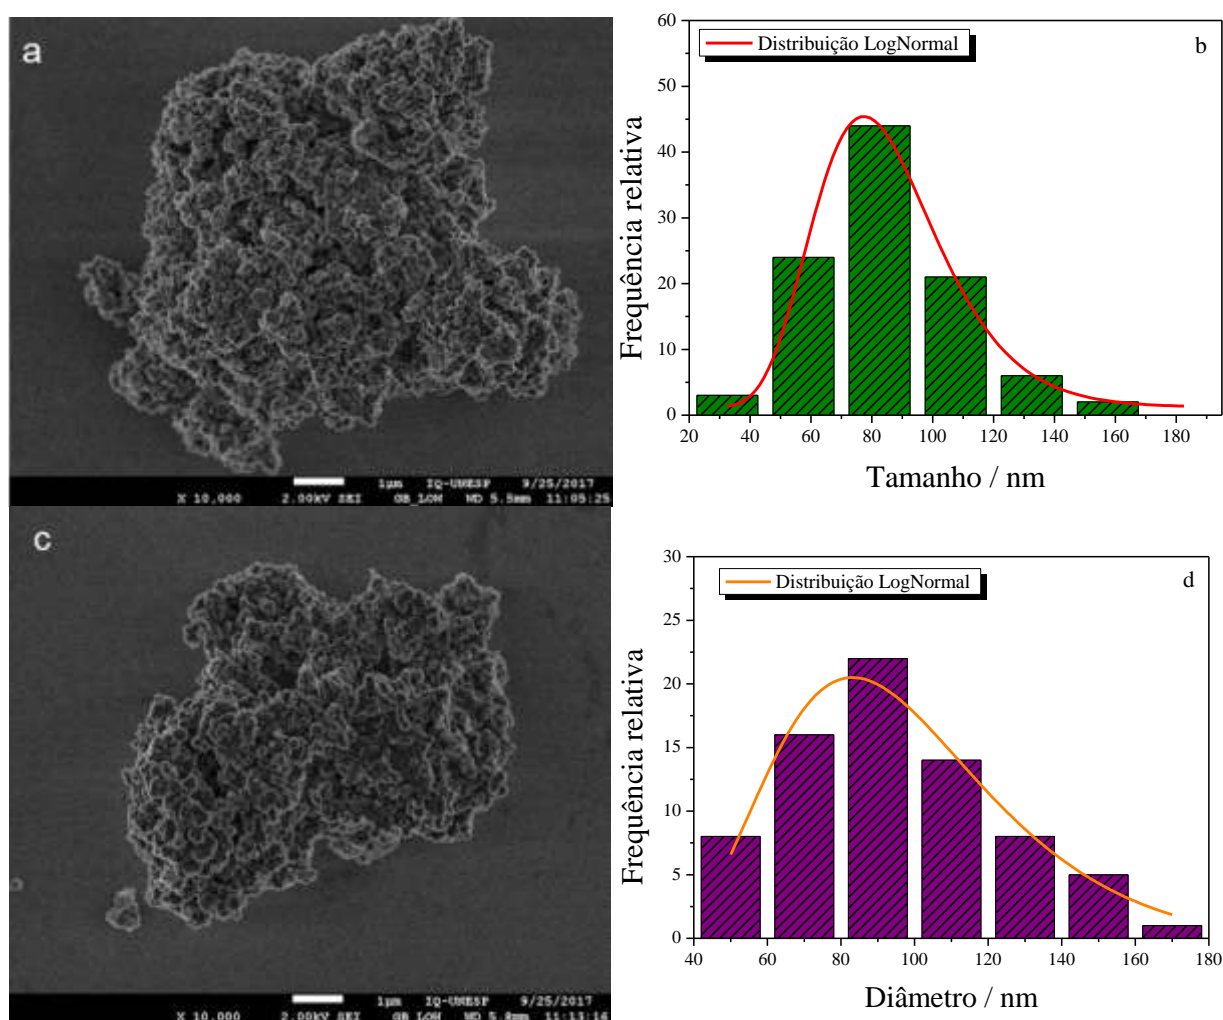 a
1µm IQ-UNESP 9/25/2017
X 10,000 2.00kV SEI GB_LOW WD 5.5mm 11:05:25
b
Distribuição LogNormal
60
50
40
30
20
10
0
Frequência relativa
20 40 60 80 100 120 140 160 180
Tamanho / nm
c
1µm IQ-UNESP 9/25/2017
X 10,000 2.00kV SEI GB_LOW WD 5.8mm 11:13:16
d
Distribuição LogNormal
30
25
20
15
10
5
0
Frequência relativa
40 60 80 100 120 140 160 180
Diâmetro / nm